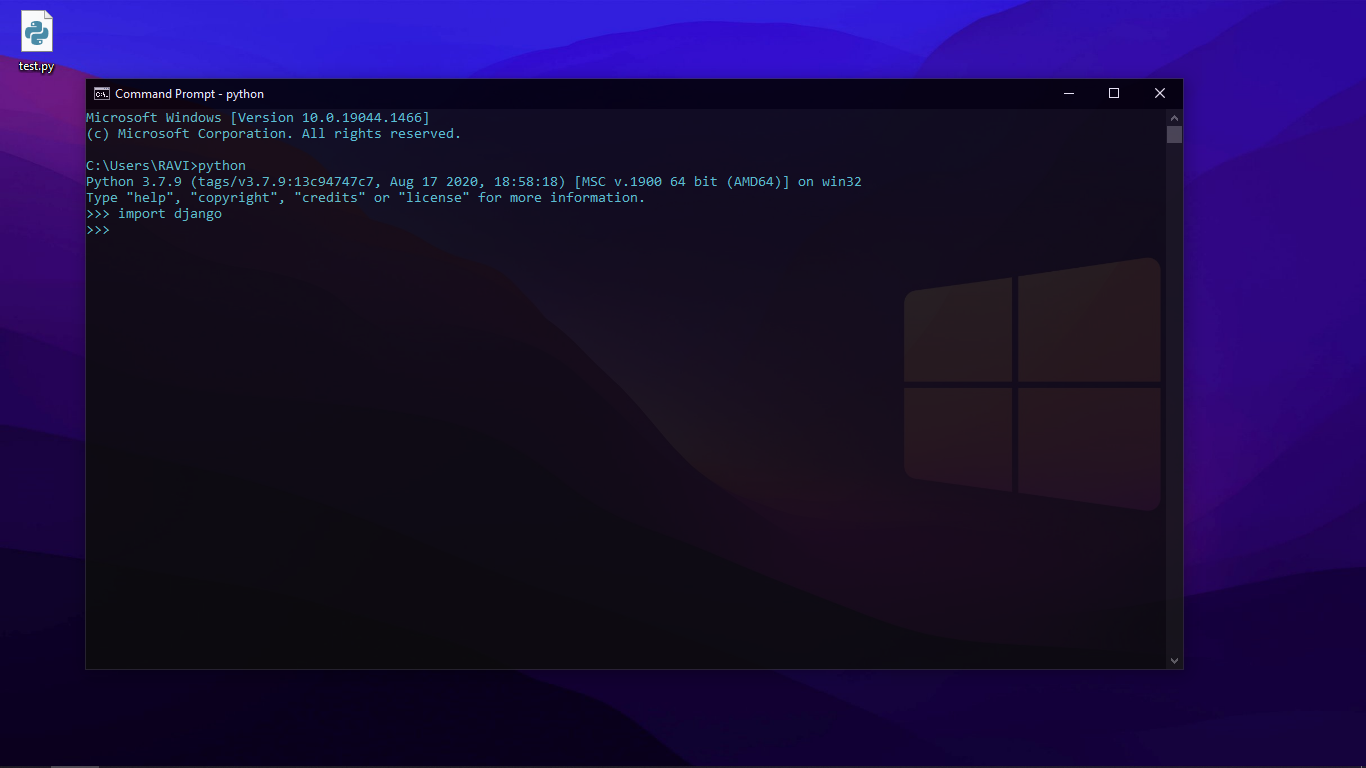 test.py
Command Prompt - python
Microsoft Windows [Version 10.0.19044.1466]
(c) Microsoft Corporation. All rights reserved.
C:\Users\RAVI>python
Python 3.7.9 (tags/v3.7.9:13c94747c7, Aug 17 2020, 18:58:18) [MSC v.1900 64 bit (AMD64)] on win32
Type "help", "copyright", "credits" or "license" for more information.
>>> import django
>>>